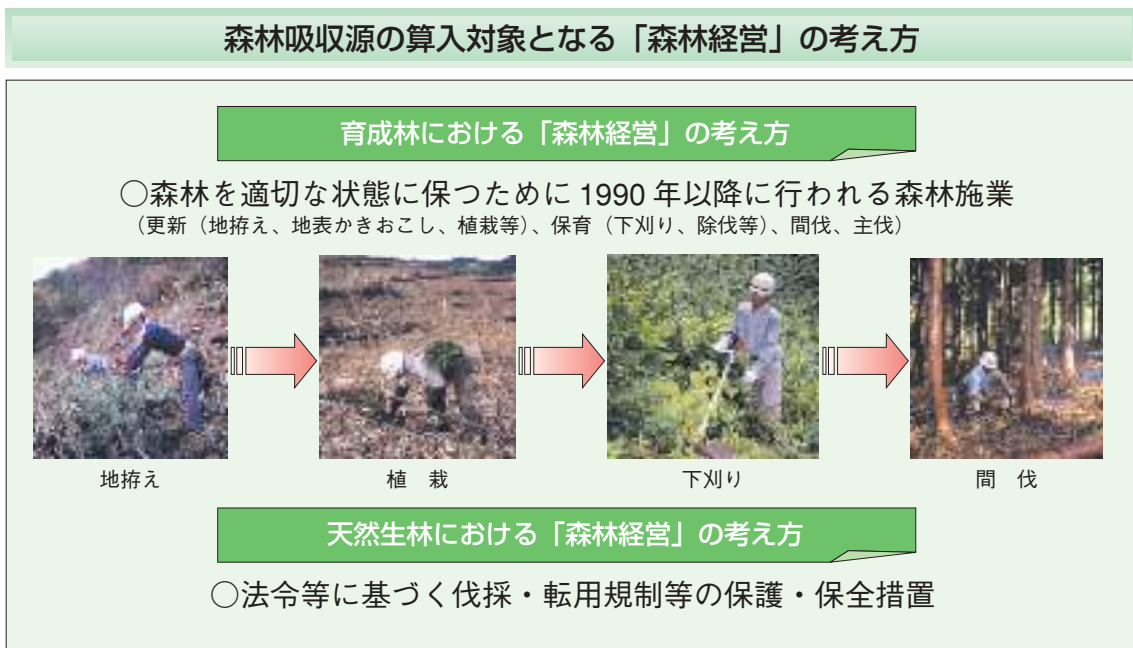 森林吸収源の算入対象となる「森林経営」の考え方
育成林における「森林経営」の考え方
○森林を適切な状態に保つために1990年以降に行われる森林施業
（更新（地拵え、地表かきおこし、植栽等）、保育（下刈り、除伐等）、間伐、主伐）
地拵え
植　栽
下刈り
間　伐
天然生林における「森林経営」の考え方
○法令等に基づく伐採・転用規制等の保護・保全措置